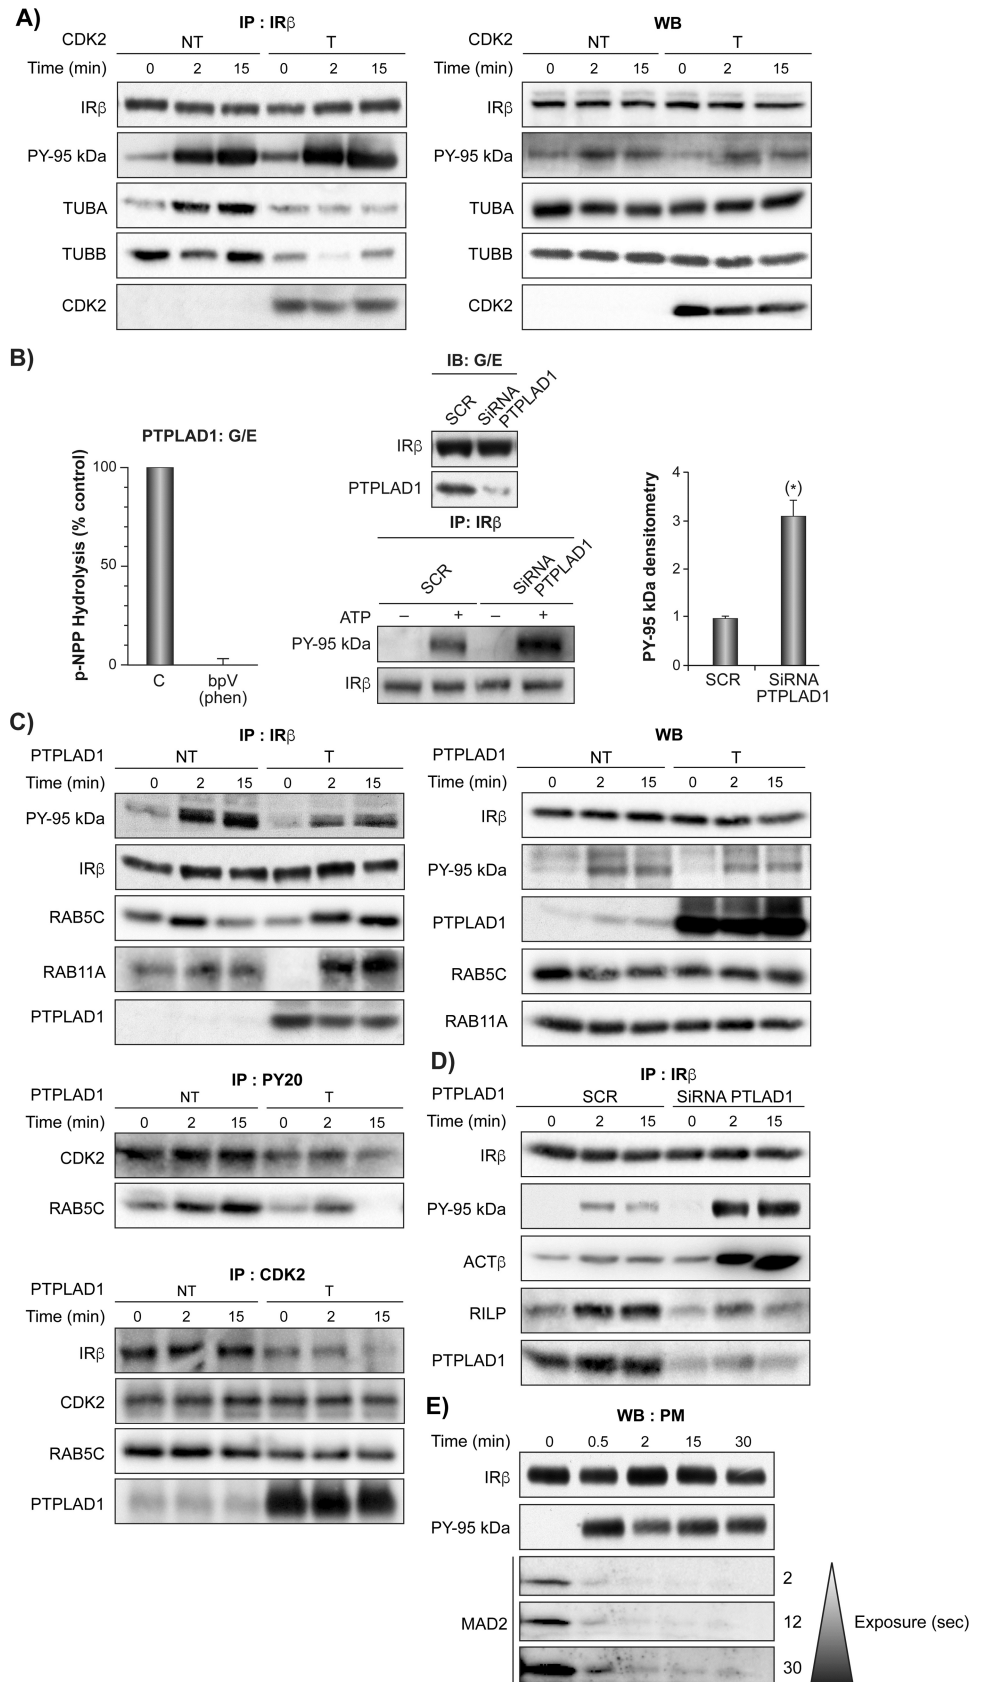 A)
IP : IRβ
CDK2 NT T
Time (min) 0 2 15 0 2 15
IRβ
PY-95 kDa
TUBA
TUBB
CDK2
WB
CDK2 NT T
Time (min) 0 2 15 0 2 15
IRβ
PY-95 kDa
TUBA
TUBB
CDK2
B)
PTPLAD1: G/E
p-NPP Hydrolysis (% control)
100
50
0
C bpV
(phen)
IB: G/E
SCR SiRNA
PTPLAD1
IRβ
PTPLAD1
IP: IRβ
SCR SiRNA
PTPLAD1
ATP – + – +
PY-95 kDa
IRβ
PY-95 kDa densitometry
4
3
2
1
0
(*)
SCR SiRNA
PTPLAD1
C)
IP : IRβ
PTPLAD1 NT T
Time (min) 0 2 15 0 2 15
PY-95 kDa
IRβ
RAB5C
RAB11A
PTPLAD1
WB
PTPLAD1 NT T
Time (min) 0 2 15 0 2 15
IRβ
PY-95 kDa
PTPLAD1
RAB5C
RAB11A
IP : PY20
PTPLAD1 NT T
Time (min) 0 2 15 0 2 15
CDK2
RAB5C
IP : CDK2
PTPLAD1 NT T
Time (min) 0 2 15 0 2 15
IRβ
CDK2
RAB5C
PTPLAD1
D)
IP : IRβ
PTPLAD1 SCR SiRNA PTLAD1
Time (min) 0 2 15 0 2 15
IRβ
PY-95 kDa
ACTβ
RILP
PTPLAD1
E)
WB : PM
Time (min) 0 0.5 2 15 30
IRβ
PY-95 kDa
MAD2
2
12
30
Exposure (sec)